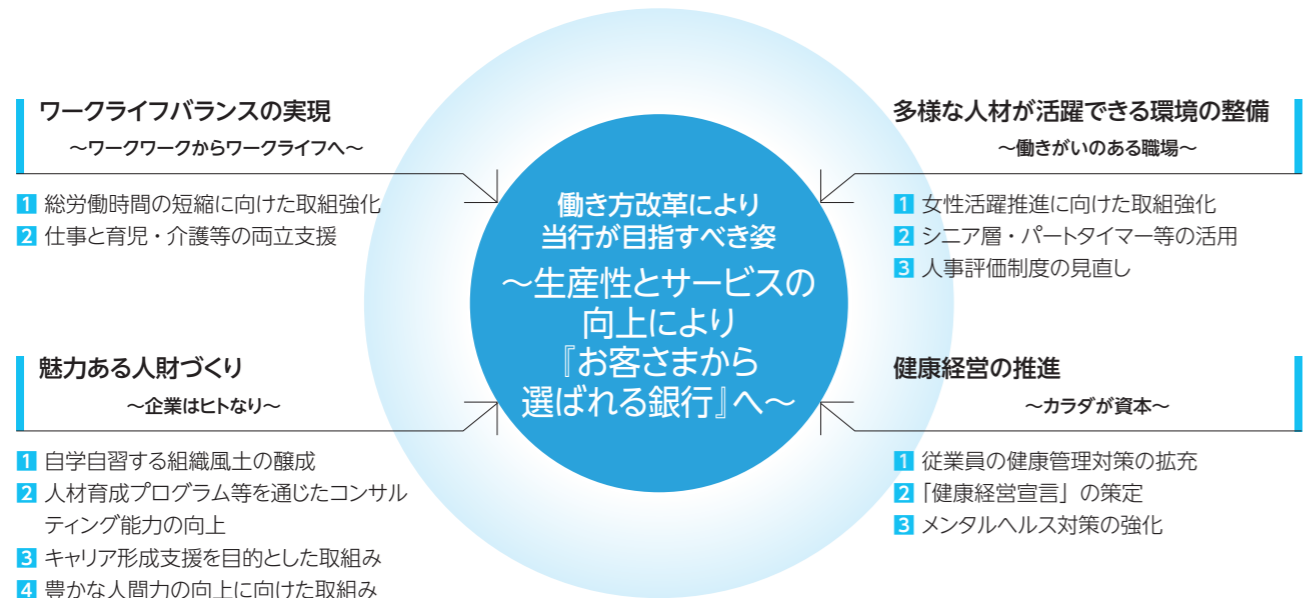 ワークライフバランスの実現
～ワークワークからワークライフへ～
1 総労働時間の短縮に向けた取組強化
2 仕事と育児・介護等の両立支援
多様な人材が活躍できる環境の整備
～働きがいのある職場～
1 女性活躍推進に向けた取組強化
2 シニア層・パートタイマー等の活用
3 人事評価制度の見直し
働き方改革により
当行が目指すべき姿
～生産性とサービスの
向上により
『お客さまから
選ばれる銀行』へ～
魅力ある人財づくり
～企業はヒトなり～
1 自学自習する組織風土の醸成
2 人材育成プログラム等を通じたコンサル
ティング能力の向上
3 キャリア形成支援を目的とした取組み
4 豊かな人間力の向上に向けた取組み
健康経営の推進
～カラダが資本～
1 従業員の健康管理対策の拡充
2 「健康経営宣言」の策定
3 メンタルヘルス対策の強化